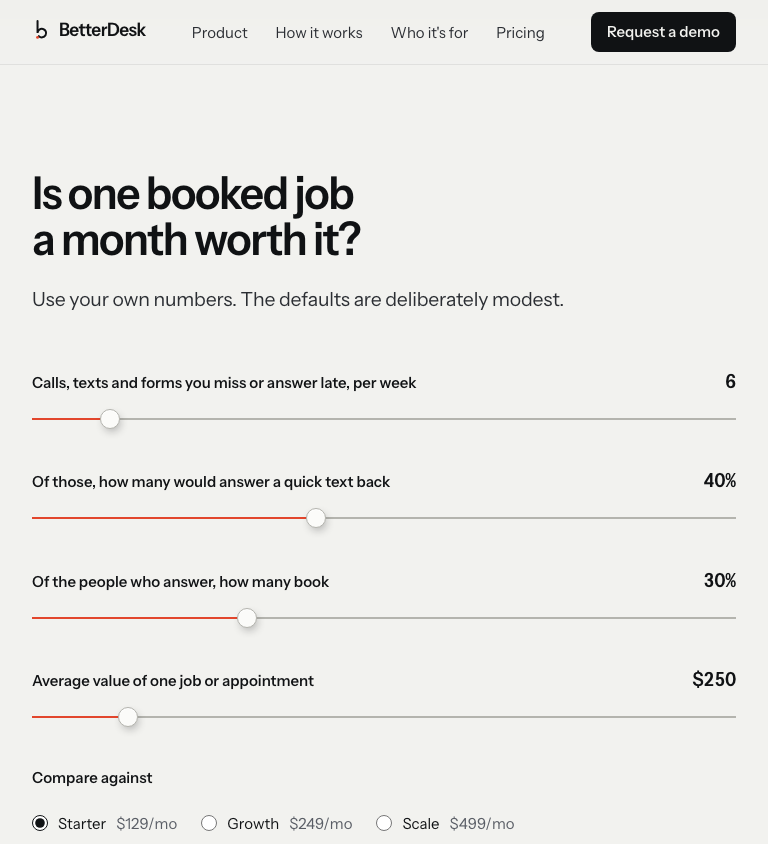 BetterDesk
Product
How it works
Who it's for
Pricing
Request a demo
Is one booked job
a month worth it?
Use your own numbers. The defaults are deliberately modest.
Calls, texts and forms you miss or answer late, per week 6
Of those, how many would answer a quick text back 40%
Of the people who answer, how many book 30%
Average value of one job or appointment $250
Compare against
Starter $129/mo Growth $249/mo Scale $499/mo